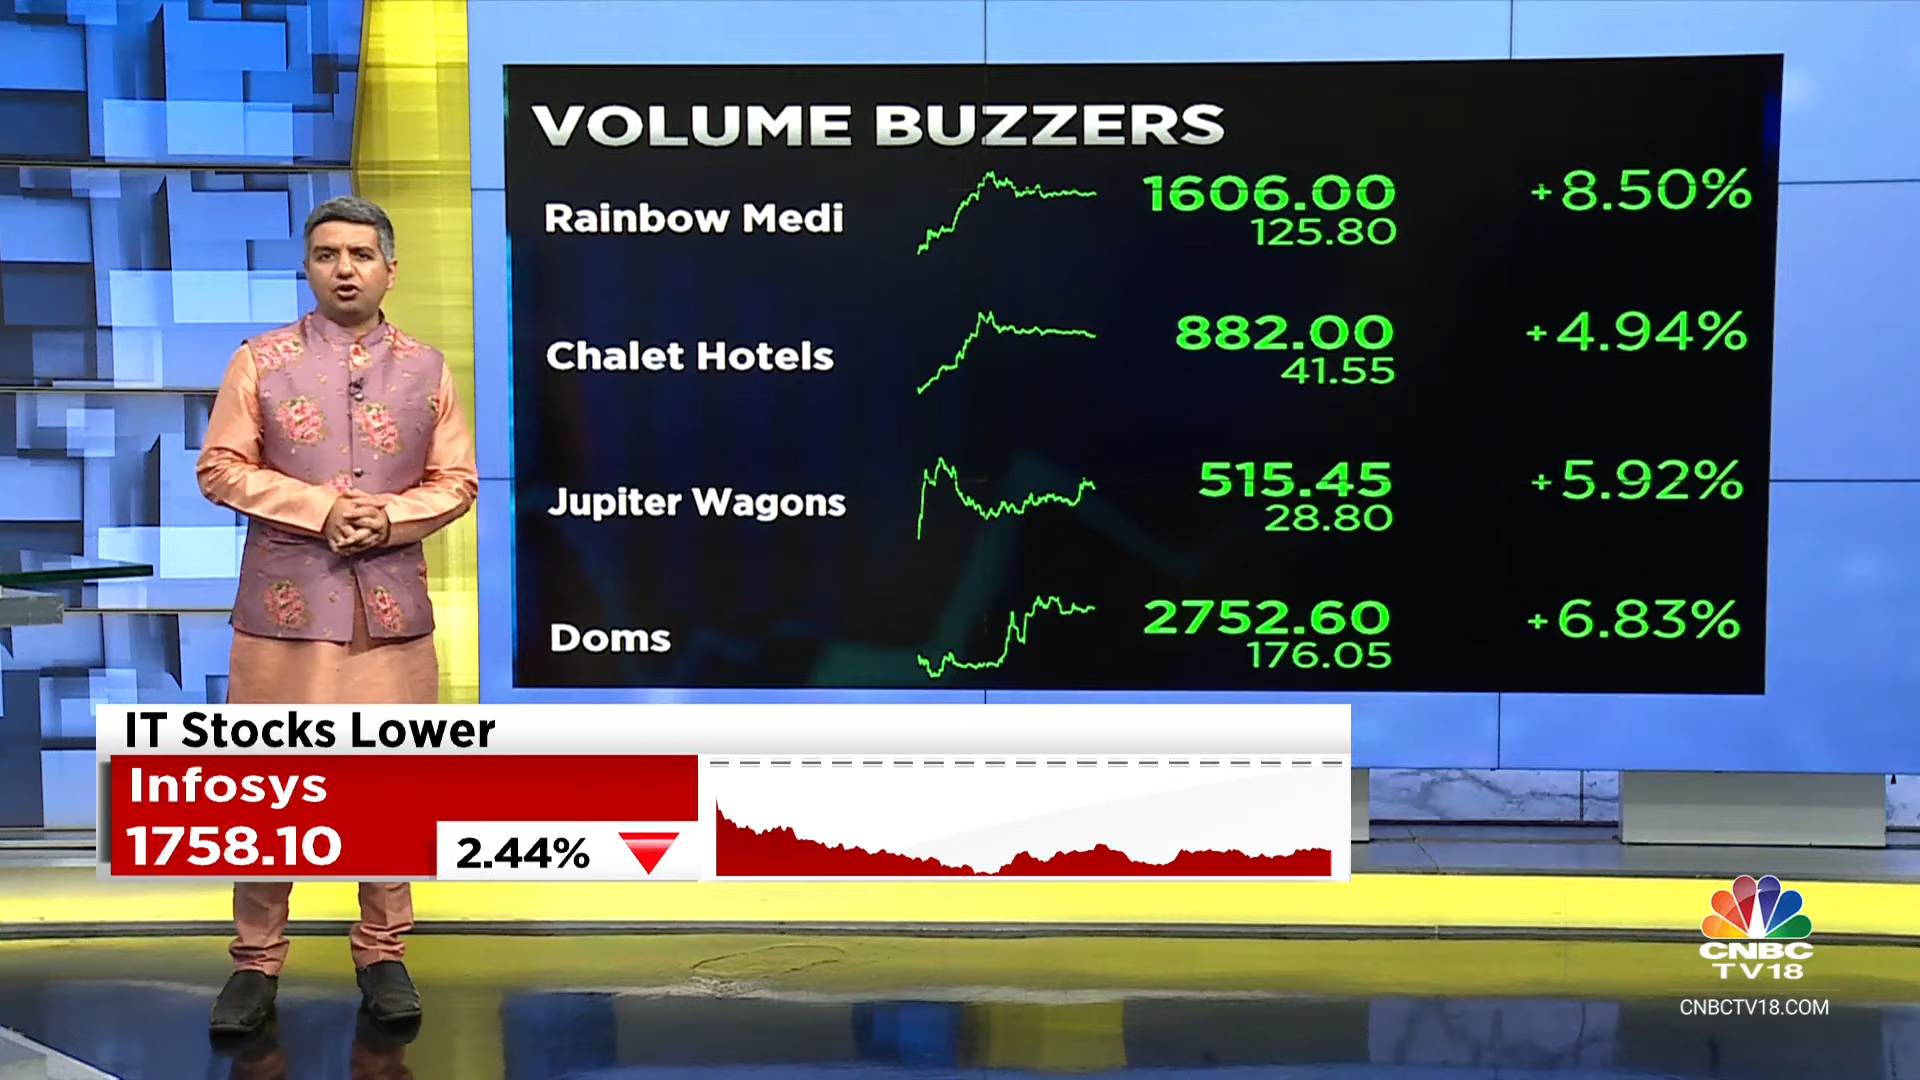 VOLUME BUZZERS
Rainbow Medi 1606.00 +8.50%
125.80
Chalet Hotels 882.00 +4.94%
41.55
Jupiter Wagons 515.45 +5.92%
28.80
Doms 2752.60 +6.83%
176.05
IT Stocks Lower
Infosys
1758.10 2.44%
CNBC
TV18
CNBCTV18.COM